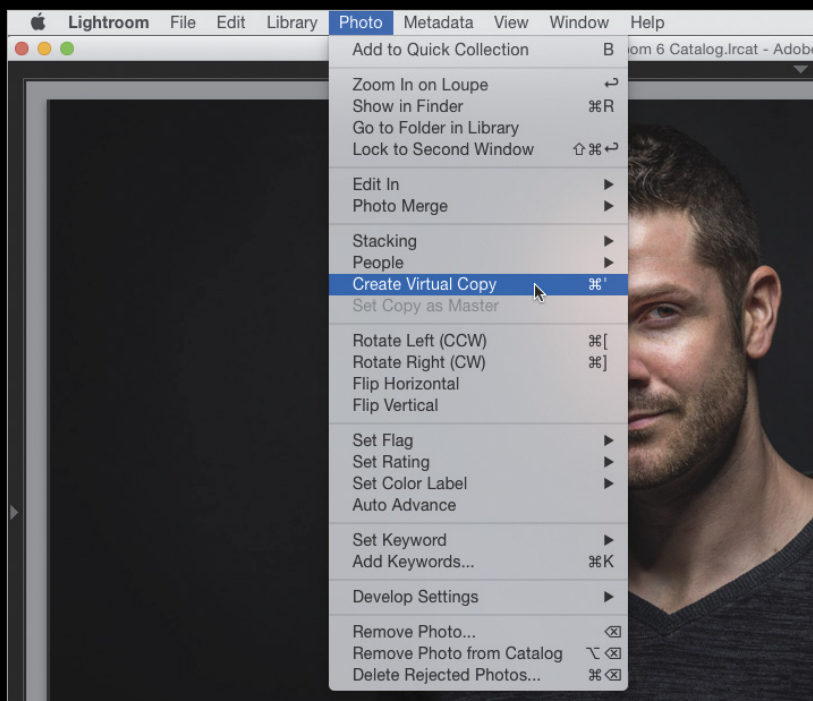 Lightroom File Edit Library Photo Metadata View Window Help
om 6 Catalog.lrcat - Adobe
Add to Quick Collection B
Zoom In on Loupe ↩
Show in Finder ⌘R
Go to Folder in Library
Lock to Second Window ⇧⌘↩
Edit In ▶
Photo Merge ▶
Stacking ▶
People ▶
Create Virtual Copy ⌘'
Set Copy as Master
Rotate Left (CCW) ⌘[
Rotate Right (CW) ⌘]
Flip Horizontal
Flip Vertical
Set Flag ▶
Set Rating ▶
Set Color Label ▶
Auto Advance
Set Keyword ▶
Add Keywords... ⌘K
Develop Settings ▶
Remove Photo... ⌫
Remove Photo from Catalog ⌥⌫
Delete Rejected Photos... ⌘⌫